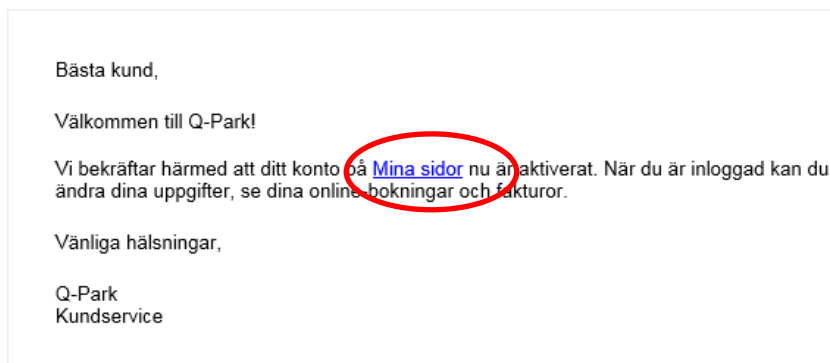 Bästa kund,
Välkommen till Q-Park!
Vi bekräftar härmed att ditt konto på Mina sidor nu är aktiverat. När du är inloggad kan du
ändra dina uppgifter, se dina online-bokningar och fakturor.
Vänliga hälsningar,
Q-Park
Kundservice